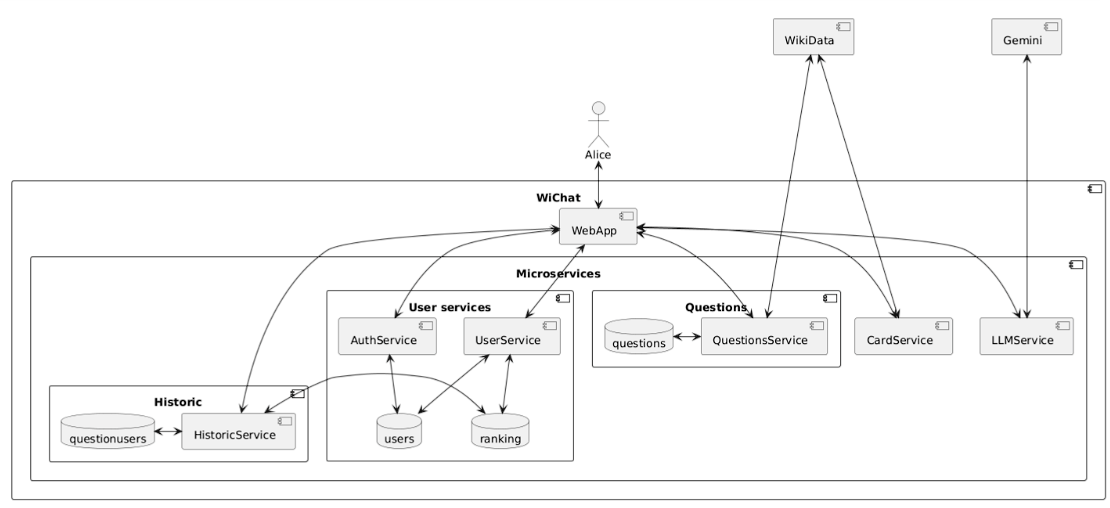 WikiData
Gemini
Alice
WiChat
WebApp
Microservices
User services
Questions
AuthService
UserService
questions
QuestionsService
CardService
LLMService
Historic
questionusers
HistoricService
users
ranking